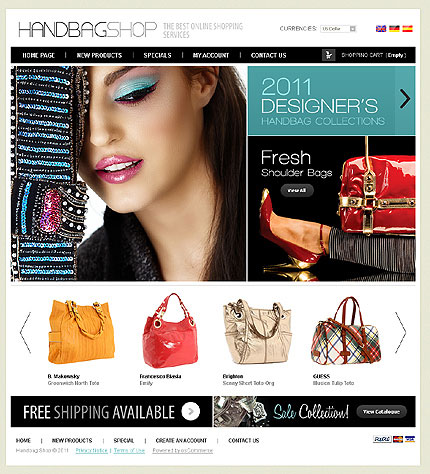 HANDBAGSHOP
THE BEST ONLINE SHOPPING
SERVICES
CURRENCIES: US Dollar
HOME PAGE | NEW PRODUCTS | SPECIALS | MY ACCOUNT | CONTACT US
SHOPPING CART [Empty]
2011
DESIGNER'S
HANDBAG COLLECTIONS
Fresh
Shoulder Bags
View All
B. Makowsky
Greenwich North Tote
Francesco Biasia
Emily
Brighton
Sunny Short Tote Org
GUESS
Illusion Tulip Tote
FREE SHIPPING AVAILABLE
Sale Collection!
View Catalogue
HOME | NEW PRODUCTS | SPECIAL | CREATE AN ACCOUNT | CONTACT US
Handbag Shop © 2011 Privacy Notice | Terms of Use Powered by osCommerce
PayPal